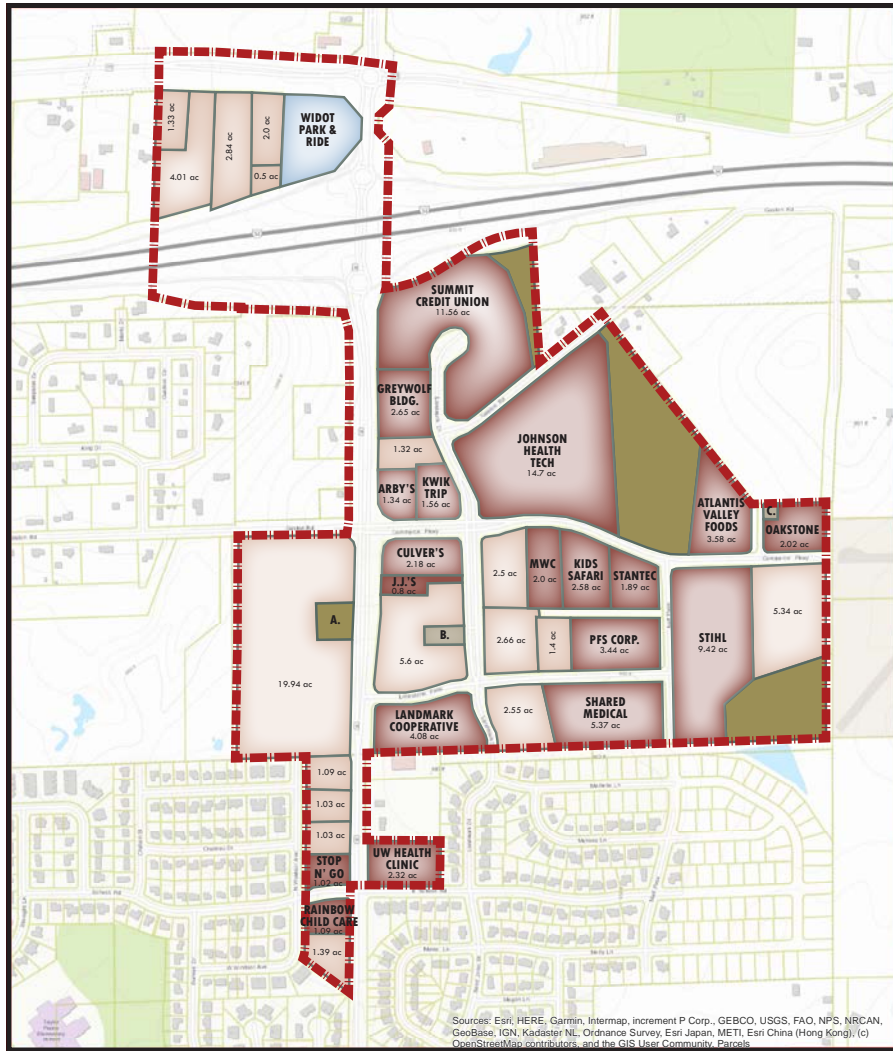 1.33 ac
4.01 ac
2.84 ac
2.0 ac
0.5 ac
WIDOT
PARK &
RIDE
SUMMIT
CREDIT UNION
11.56 ac
GREYWOLF
BLDG.
2.65 ac
1.32 ac
ARBY'S
1.34 ac
KWIK
TRIP
1.56 ac
JOHNSON
HEALTH
TECH
14.7 ac
ATLANTIS
VALLEY
FOODS
3.58 ac
C.
OAKSTONE
2.02 ac
CULVER'S
2.18 ac
J.J.'S
0.8 ac
B.
5.6 ac
A.
19.94 ac
2.5 ac
MWC
2.0 ac
KIDS
SAFARI
2.58 ac
STANTEC
1.89 ac
2.66 ac
1.4 ac
PFS CORP.
3.44 ac
STIHL
9.42 ac
5.34 ac
LANDMARK
COOPERATIVE
4.08 ac
2.55 ac
SHARED
MEDICAL
5.37 ac
1.09 ac
1.03 ac
1.03 ac
STOP
N' GO
1.02 ac
UW HEALTH
CLINIC
2.32 ac
RAINBOW
CHILD CARE
1.09 ac
1.39 ac
Sources: Esri, HERE, Garmin, Intermap, increment P Corp., GEBCO, USGS, FAO, NPS, NRCAN,
GeoBase, IGN, Kadaster NL, Ordnance Survey, Esri Japan, METI, Esri China (Hong Kong), (c)
OpenStreetMap contributors, and the GIS User Community, Parcels